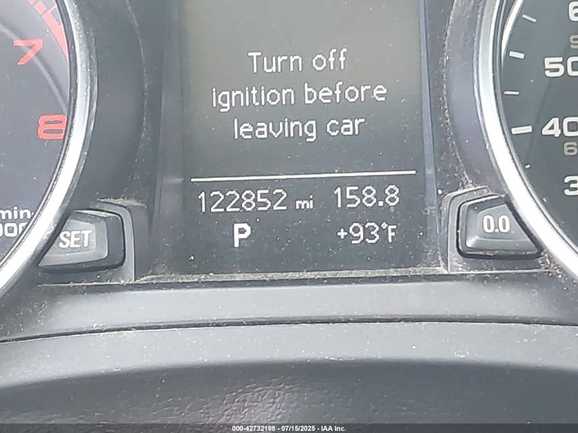 Turn off
ignition before
leaving car
122852 mi 158.8
P +93°F
SET
0.0
7
8
50
40
000-42732198 - 07/15/2025 - IAA Inc.